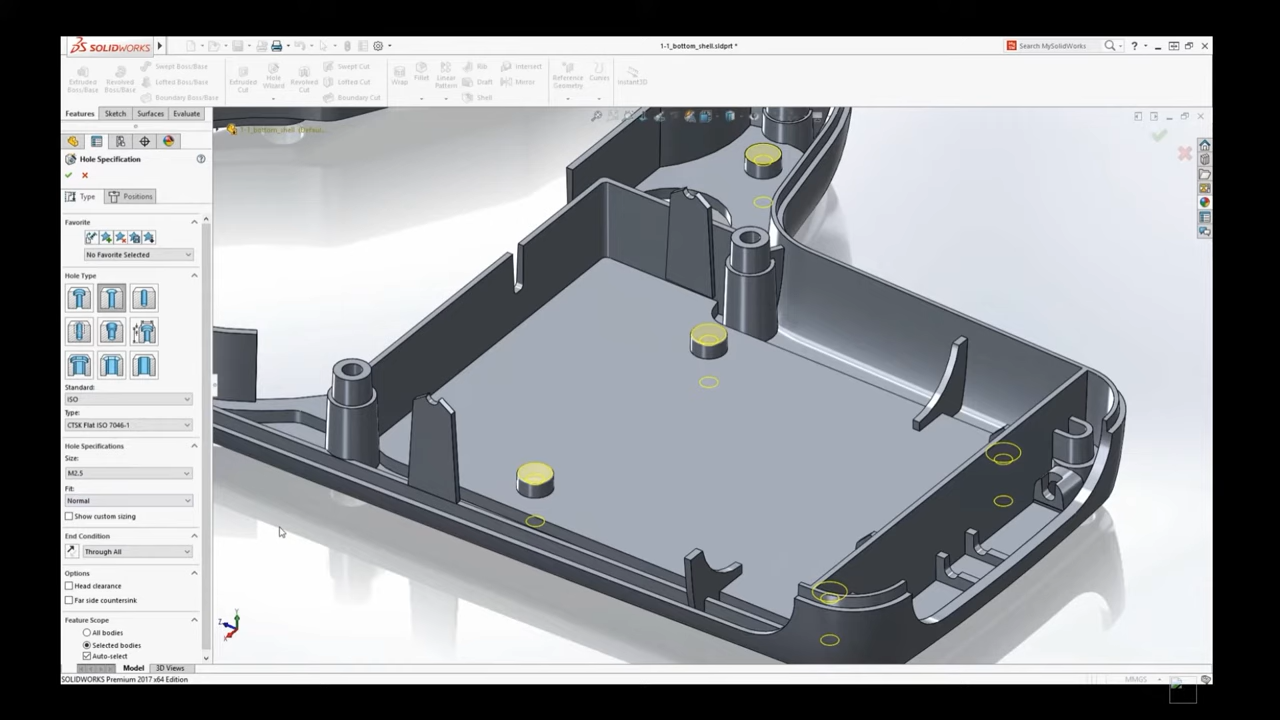 SOLIDWORKS
1-1_bottom_shell.sldprt *
Search MySolidWorks
Extruded Boss/Base
Revolved Boss/Base
Swept Boss/Base
Lofted Boss/Base
Boundary Boss/Base
Extruded Cut
Hole Wizard
Revolved Cut
Swept Cut
Lofted Cut
Boundary Cut
Wrap
Fillet
Linear Pattern
Rib
Draft
Shell
Intersect
Mirror
Reference Geometry
Curves
Instant3D
Features
Sketch
Surfaces
Evaluate
1-1_bottom_shell (Defau...
Hole Specification
Type
Positions
Favorite
No Favorite Selected
Hole Type
Standard:
ISO
Type:
CTSK Flat ISO 7046-1
Hole Specifications
Size:
M2.5
Fit:
Normal
Show custom sizing
End Condition
Through All
Options
Head clearance
Far side countersink
Feature Scope
All bodies
Selected bodies
Auto-select
Y
Z
X
Model
3D Views
SOLIDWORKS Premium 2017 x64 Edition
MMGS